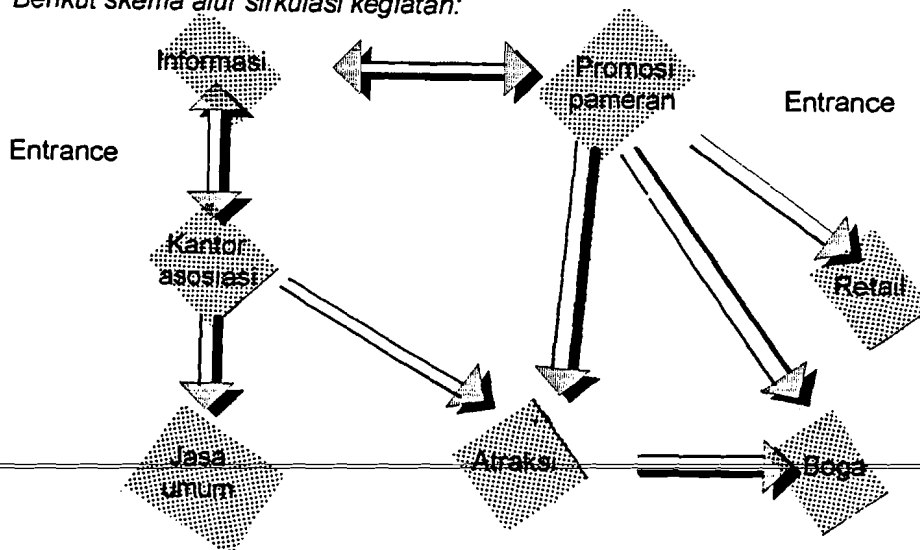 Berikut skema alur sirkulasi kegiatan:
Informasi
Promosi
pameran
Entrance
Entrance
Kantor
asosiasi
Retail
Jasa
umum
Atraksi
Boga